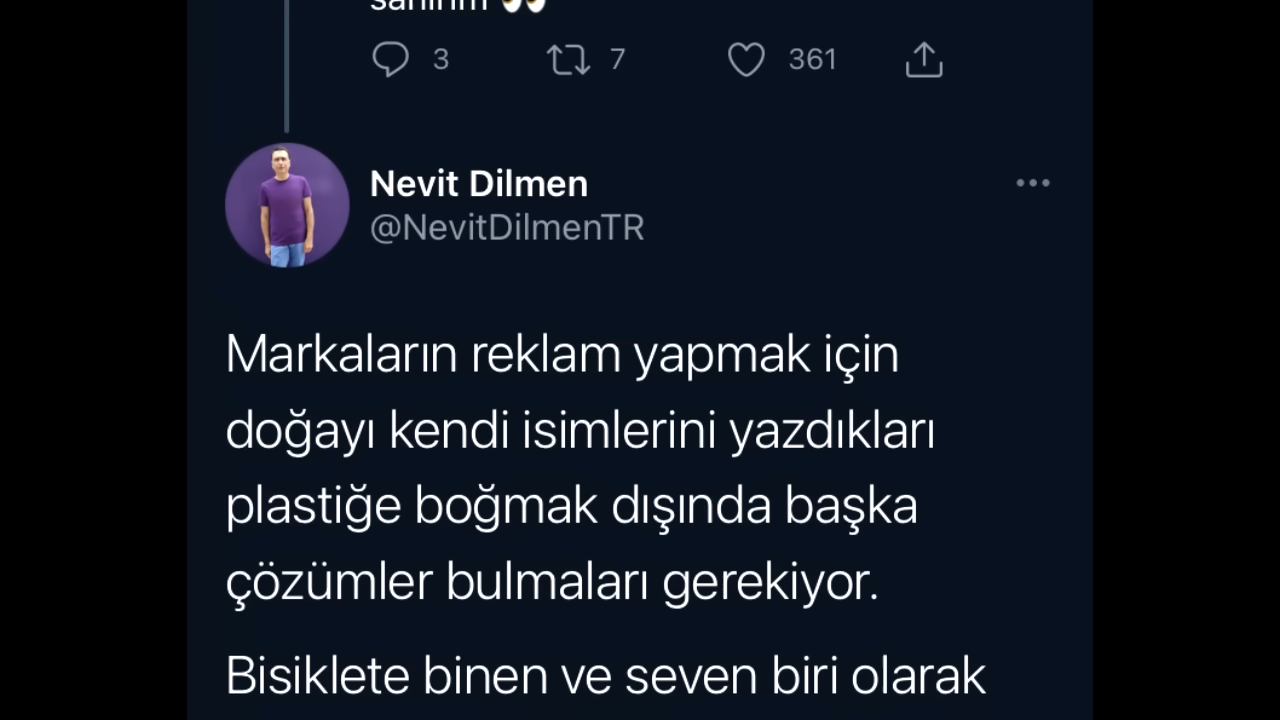 3 7 361
Nevit Dilmen
@NevitDilmenTR
Markaların reklam yapmak için
doğayı kendi isimlerini yazdıkları
plastiğe boğmak dışında başka
çözümler bulmaları gerekiyor.
Bisiklete binen ve seven biri olarak